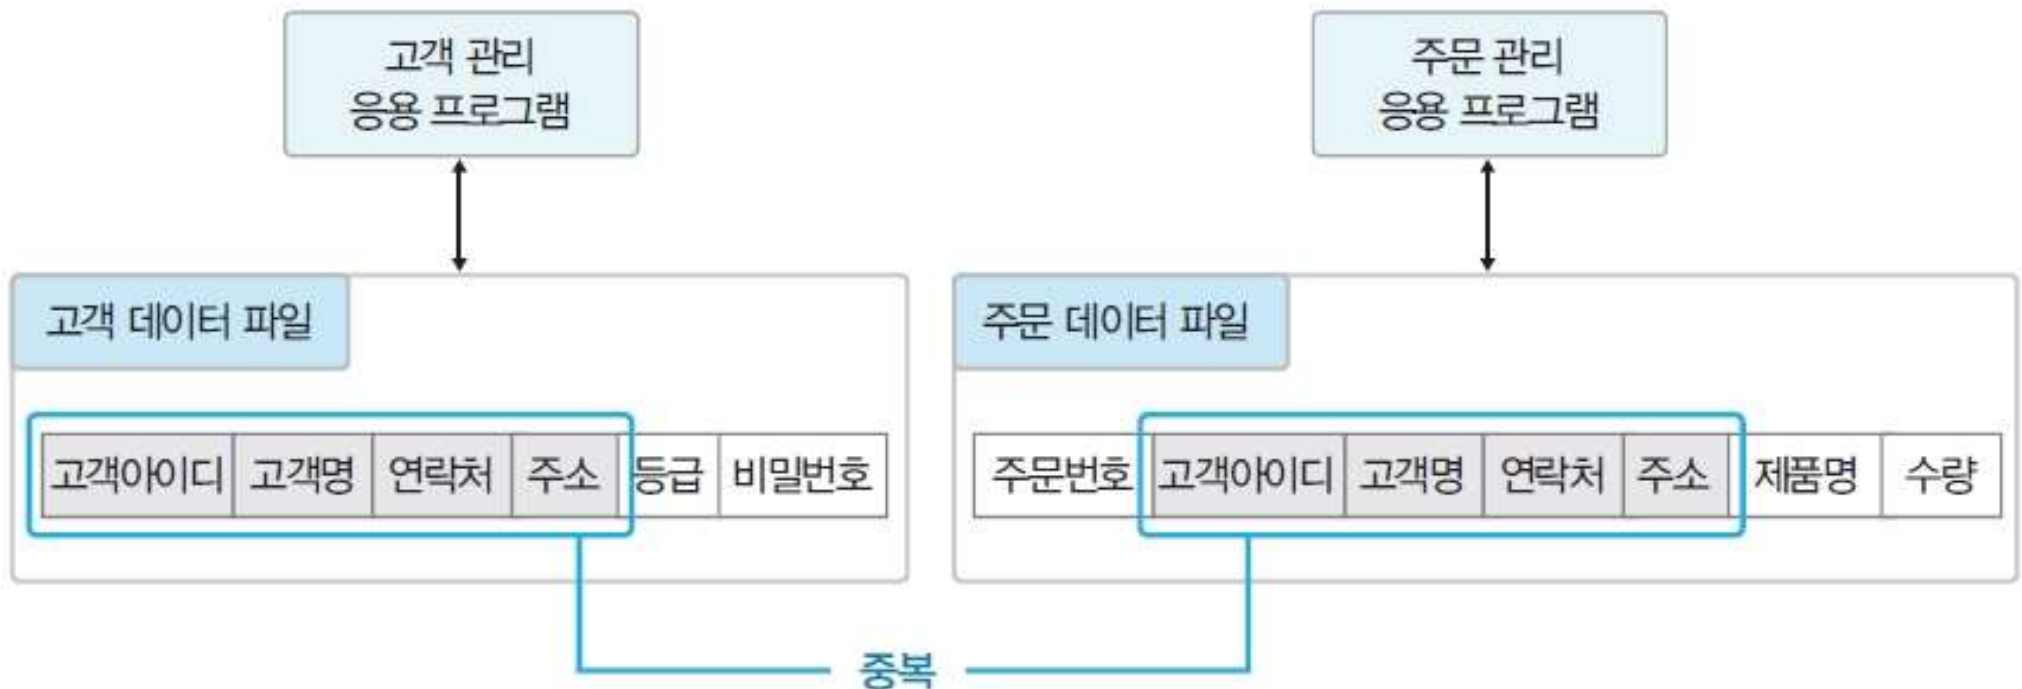 고객 관리
응용 프로그램
주문 관리
응용 프로그램
고객 데이터 파일
주문 데이터 파일
고객아이디 고객명 연락처 주소 등급 비밀번호
주문번호 고객아이디 고객명 연락처 주소 제품명 수량
중복